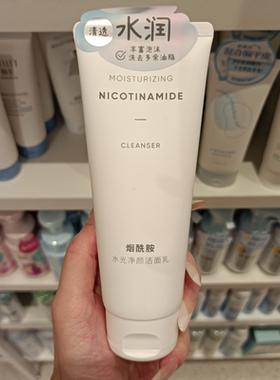 清透
水润
丰富泡沫
洗去多余油脂
MOISTURIZING
NICOTINAMIDE
CLEANSER
烟酰胺
水光净颜洁面乳